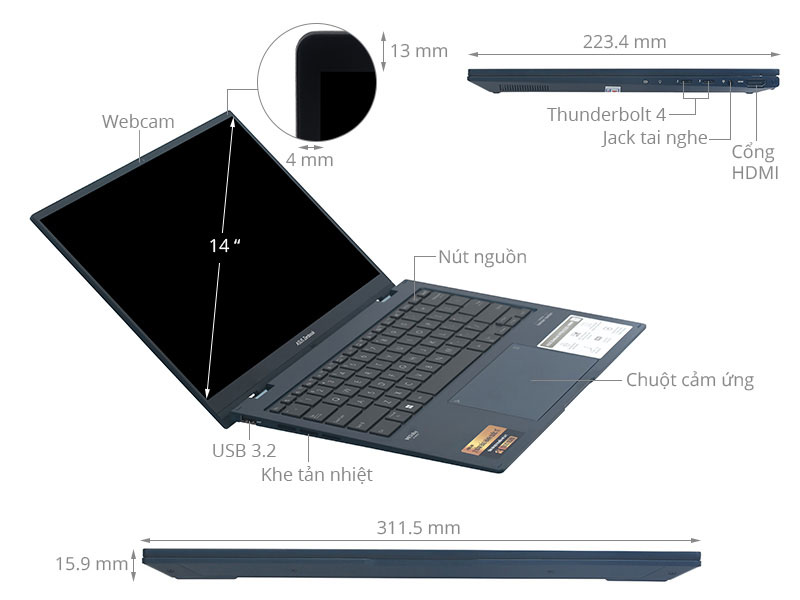 13 mm
223.4 mm
Thunderbolt 4
Jack tai nghe
Cổng
HDMI
Webcam
4 mm
14 “
Nút nguồn
Chuột cảm ứng
USB 3.2
Khe tản nhiệt
311.5 mm
15.9 mm